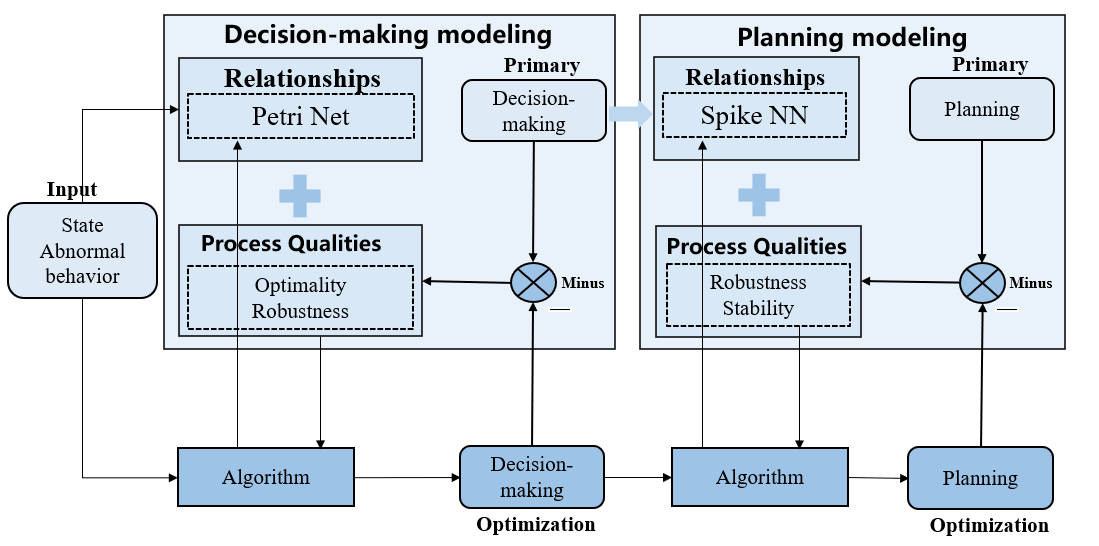 Decision-making modeling
Planning modeling
Relationships
Petri Net
Primary
Decision-
making
Relationships
Spike NN
Primary
Planning
Input
State
Abnormal
behavior
Process Qualities
Optimality
Robustness
Minus
Process Qualities
Robustness
Stability
Minus
Algorithm
Decision-
making
Optimization
Algorithm
Planning
Optimization